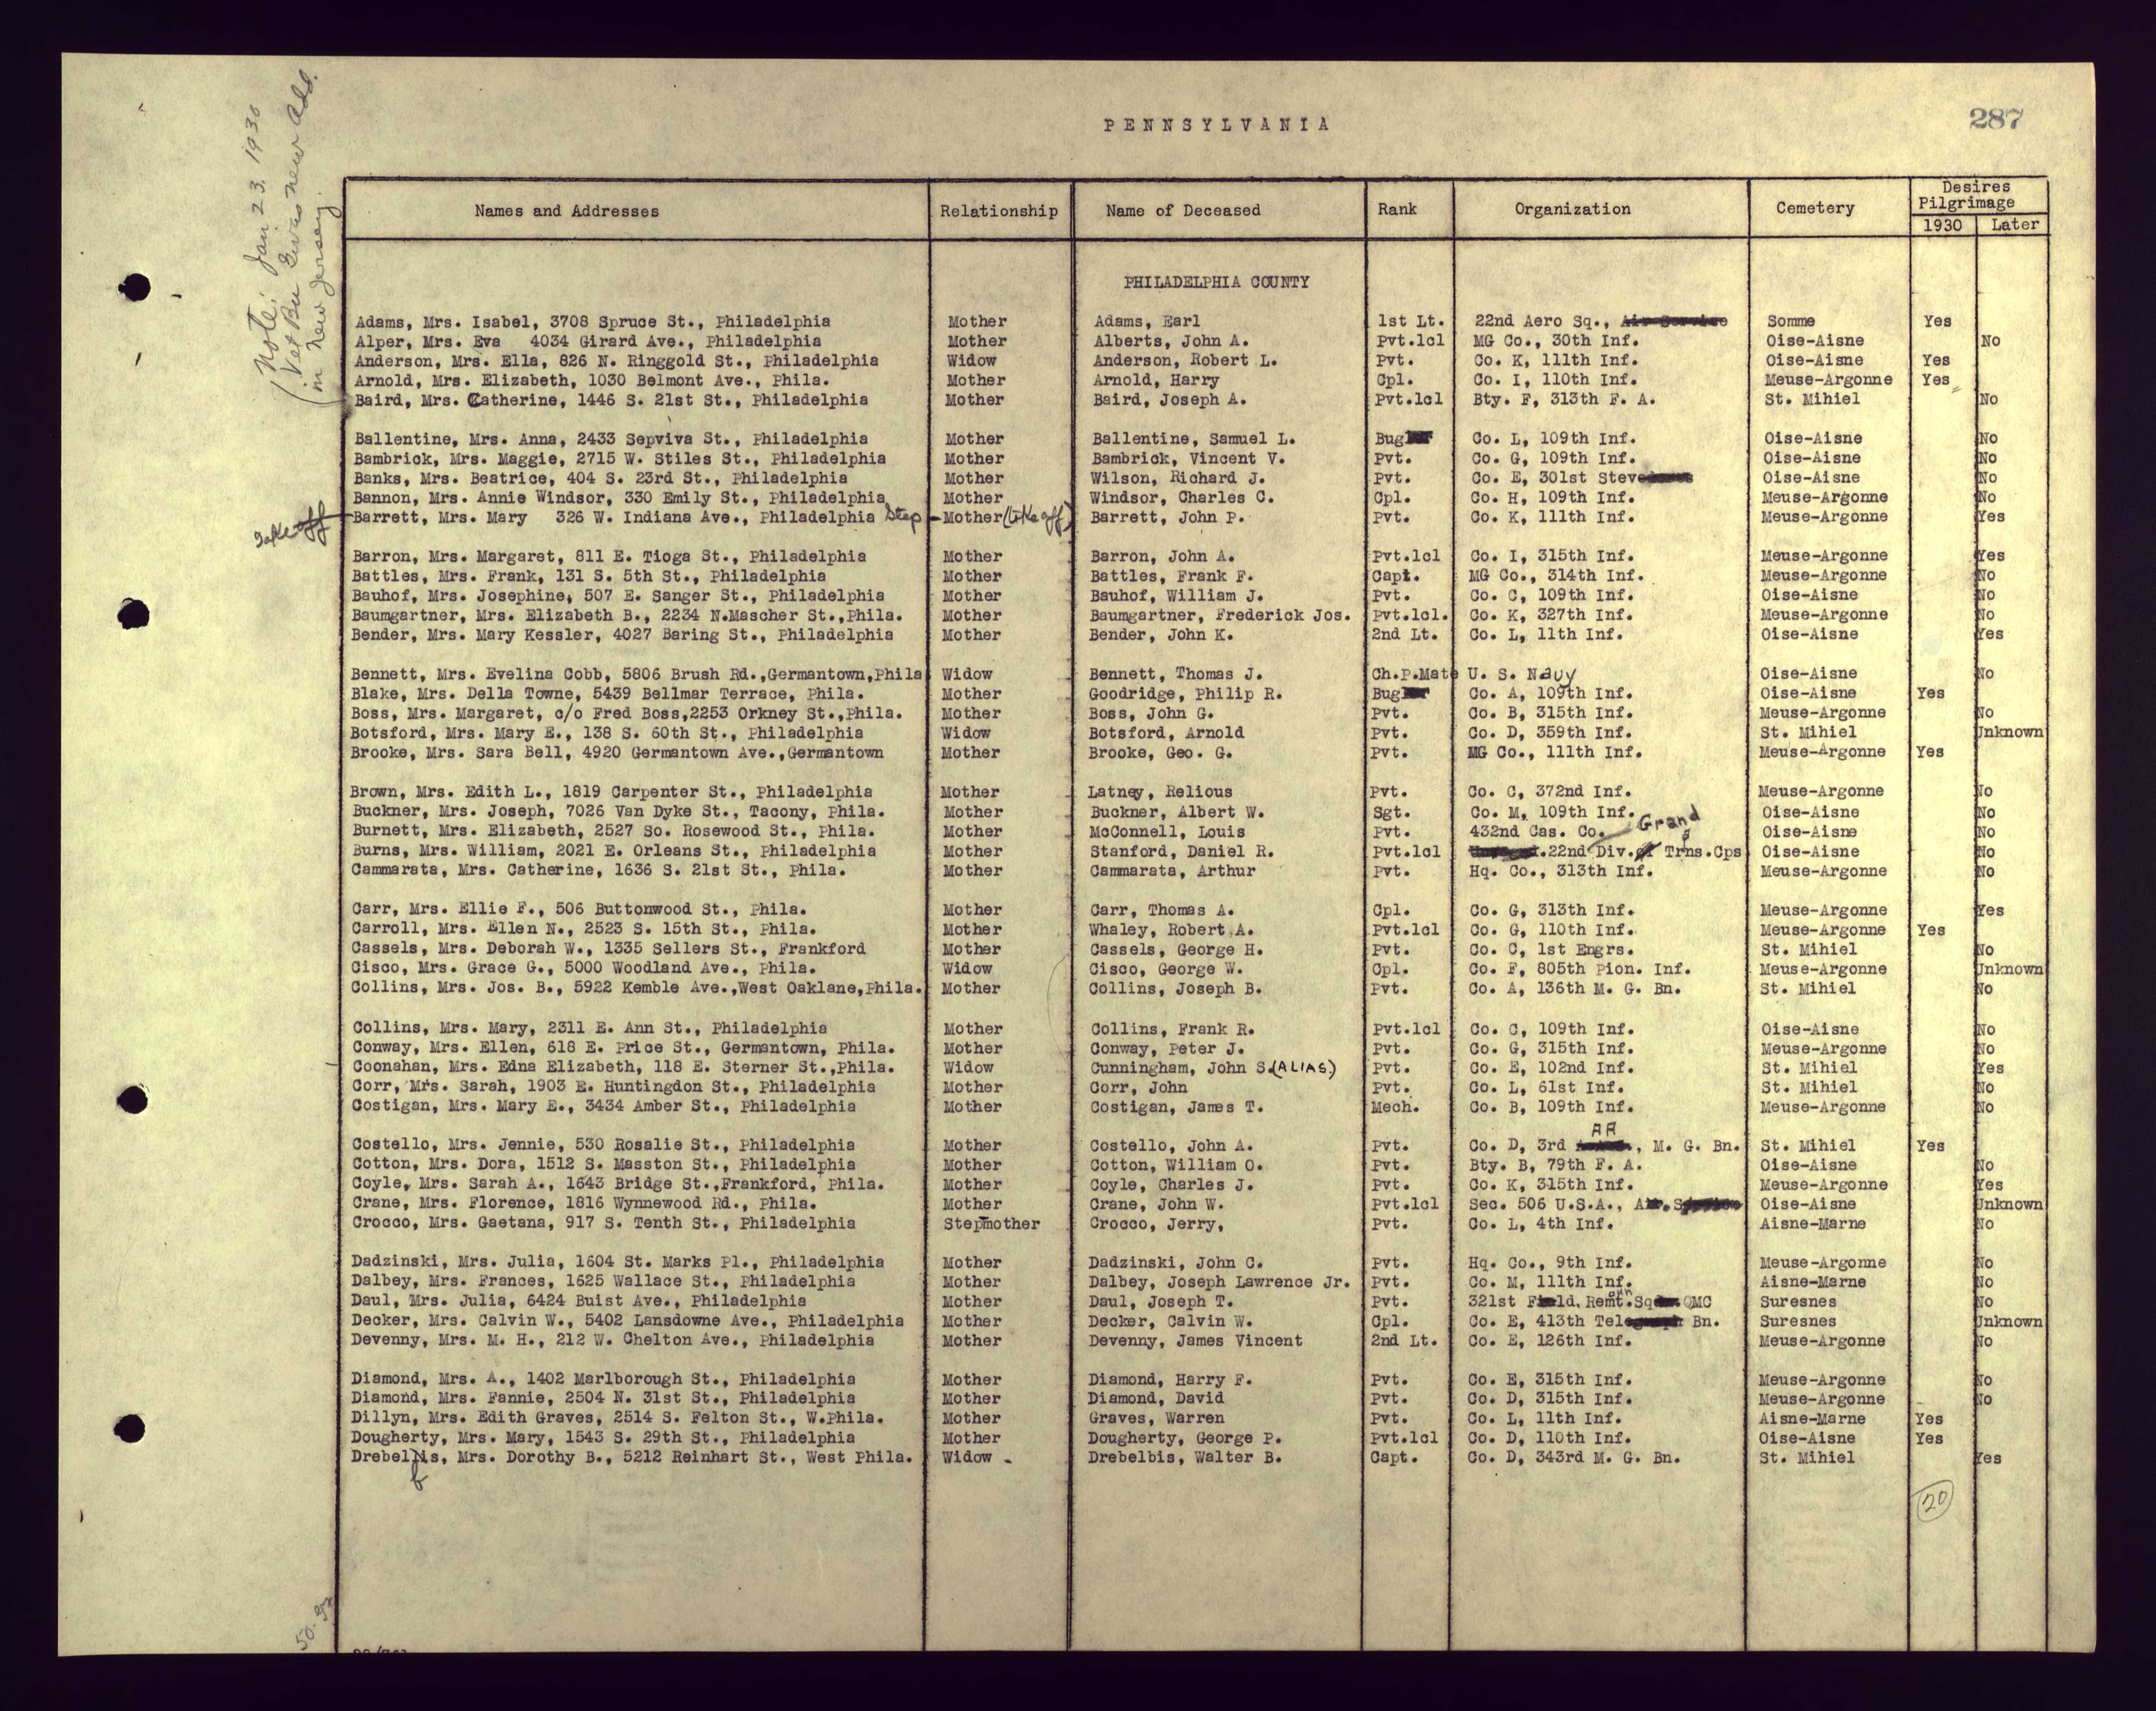 PENNSYLVANIA
287
Note: Jan 23, 1930
(Vet Bu gives new Add.
in New Jersey.
Names and Addresses | Relationship | Name of Deceased | Rank | Organization | Cemetery | Desires Pilgrimage
1930 | Later
PHILADELPHIA COUNTY
Adams, Mrs. Isabel, 3708 Spruce St., Philadelphia | Mother | Adams, Earl | 1st Lt. | 22nd Aero Sq., Air Service | Somme | Yes
Alper, Mrs. Eva 4034 Girard Ave., Philadelphia | Mother | Alberts, John A. | Pvt.lcl | MG Co., 30th Inf. | Oise-Aisne | No
Anderson, Mrs. Ella, 826 N. Ringgold St., Philadelphia | Widow | Anderson, Robert L. | Pvt. | Co. K, 111th Inf. | Oise-Aisne | Yes
Arnold, Mrs. Elizabeth, 1030 Belmont Ave., Phila. | Mother | Arnold, Harry | Cpl. | Co. I, 110th Inf. | Meuse-Argonne | Yes
Baird, Mrs. Catherine, 1446 S. 21st St., Philadelphia | Mother | Baird, Joseph A. | Pvt.lcl | Bty. F, 313th F. A. | St. Mihiel | No
Ballentine, Mrs. Anna, 2433 Sepviva St., Philadelphia | Mother | Ballentine, Samuel L. | Bug | Co. L, 109th Inf. | Oise-Aisne | No
Bambrick, Mrs. Maggie, 2715 W. Stiles St., Philadelphia | Mother | Bambrick, Vincent V. | Pvt. | Co. G, 109th Inf. | Oise-Aisne | No
Banks, Mrs. Beatrice, 404 S. 23rd St., Philadelphia | Mother | Wilson, Richard J. | Pvt. | Co. E, 301st Steve | Oise-Aisne | No
Bannon, Mrs. Annie Windsor, 330 Emily St., Philadelphia | Mother | Windsor, Charles C. | Cpl. | Co. H, 109th Inf. | Meuse-Argonne | No
Take off Barrett, Mrs. Mary 326 W. Indiana Ave., Philadelphia Step - Mother (take off) | Barrett, John P. | Pvt. | Co. K, 111th Inf. | Meuse-Argonne | Yes
Barron, Mrs. Margaret, 811 E. Tioga St., Philadelphia | Mother | Barron, John A. | Pvt.lcl | Co. I, 315th Inf. | Meuse-Argonne | Yes
Battles, Mrs. Frank, 131 S. 5th St., Philadelphia | Mother | Battles, Frank F. | Capt. | MG Co., 314th Inf. | Meuse-Argonne | No
Bauhof, Mrs. Josephine, 507 E. Sanger St., Philadelphia | Mother | Bauhof, William J. | Pvt. | Co. C, 109th Inf. | Oise-Aisne | No
Baumgartner, Mrs. Elizabeth B., 2234 N.Mascher St.,Phila. | Mother | Baumgartner, Frederick Jos. | Pvt.lcl. | Co. K, 327th Inf. | Meuse-Argonne | No
Bender, Mrs. Mary Kessler, 4027 Baring St., Philadelphia | Mother | Bender, John K. | 2nd Lt. | Co. L, 11th Inf. | Oise-Aisne | Yes
Bennett, Mrs. Evelina Cobb, 5806 Brush Rd.,Germantown,Phila | Widow | Bennett, Thomas J. | Ch.P.Mate | U. S. Navy | Oise-Aisne | No
Blake, Mrs. Della Towne, 5439 Bellmar Terrace, Phila. | Mother | Goodridge, Philip R. | Bug | Co. A, 109th Inf. | Oise-Aisne | Yes
Boss, Mrs. Margaret, c/o Fred Boss,2253 Orkney St.,Phila. | Mother | Boss, John G. | Pvt. | Co. B, 315th Inf. | Meuse-Argonne | No
Botsford, Mrs. Mary E., 138 S. 60th St., Philadelphia | Widow | Botsford, Arnold | Pvt. | Co. D, 359th Inf. | St. Mihiel | Unknown
Brooke, Mrs. Sara Bell, 4920 Germantown Ave.,Germantown | Mother | Brooke, Geo. G. | Pvt. | MG Co., 111th Inf. | Meuse-Argonne | Yes
Brown, Mrs. Edith L., 1819 Carpenter St., Philadelphia | Mother | Latney, Relious | Pvt. | Co. C, 372nd Inf. | Meuse-Argonne | No
Buckner, Mrs. Joseph, 7026 Van Dyke St., Tacony, Phila. | Mother | Buckner, Albert W. | Sgt. | Co. M, 109th Inf. | Oise-Aisne | No
Burnett, Mrs. Elizabeth, 2527 So. Rosewood St., Phila. | Mother | McConnell, Louis | Pvt. | 432nd Cas. Co. | Oise-Aisne | No
Burns, Mrs. William, 2021 E. Orleans St., Philadelphia | Mother | Stanford, Daniel R. | Pvt.lcl | 22nd Grand Div. of Trns.Cps | Oise-Aisne | No
Cammarata, Mrs. Catherine, 1636 S. 21st St., Phila. | Mother | Cammarata, Arthur | Pvt. | Hq. Co., 313th Inf. | Meuse-Argonne | No
Carr, Mrs. Ellie F., 506 Buttonwood St., Phila. | Mother | Carr, Thomas A. | Cpl. | Co. G, 313th Inf. | Meuse-Argonne | Yes
Carroll, Mrs. Ellen N., 2523 S. 15th St., Phila. | Mother | Whaley, Robert A. | Pvt.lcl | Co. G, 110th Inf. | Meuse-Argonne | Yes
Cassels, Mrs. Deborah W., 1335 Sellers St., Frankford | Mother | Cassels, George H. | Pvt. | Co. C, 1st Engrs. | St. Mihiel | No
Cisco, Mrs. Grace G., 5000 Woodland Ave., Phila. | Widow | Cisco, George W. | Cpl. | Co. F, 805th Pion. Inf. | Meuse-Argonne | Unknown
Collins, Mrs. Jos. B., 5922 Kemble Ave.,West Oaklane,Phila. | Mother | Collins, Joseph B. | Pvt. | Co. A, 136th M. G. Bn. | St. Mihiel | No
Collins, Mrs. Mary, 2311 E. Ann St., Philadelphia | Mother | Collins, Frank R. | Pvt.lcl | Co. C, 109th Inf. | Oise-Aisne | No
Conway, Mrs. Ellen, 618 E. Price St., Germantown, Phila. | Mother | Conway, Peter J. | Pvt. | Co. G, 315th Inf. | Meuse-Argonne | No
Coonahan, Mrs. Edna Elizabeth, 118 E. Sterner St.,Phila. | Widow | Cunningham, John S.(ALIAS) | Pvt. | Co. E, 102nd Inf. | St. Mihiel | Yes
Corr, Mrs. Sarah, 1903 E. Huntingdon St., Philadelphia | Mother | Corr, John | Pvt. | Co. L, 61st Inf. | St. Mihiel | No
Costigan, Mrs. Mary E., 3434 Amber St., Philadelphia | Mother | Costigan, James T. | Mech. | Co. B, 109th Inf. | Meuse-Argonne | No
Costello, Mrs. Jennie, 530 Rosalie St., Philadelphia | Mother | Costello, John A. | Pvt. | Co. D, 3rd AA, M. G. Bn. | St. Mihiel | Yes
Cotton, Mrs. Dora, 1512 S. Masston St., Philadelphia | Mother | Cotton, William O. | Pvt. | Bty. B, 79th F. A. | Oise-Aisne | No
Coyle, Mrs. Sarah A., 1643 Bridge St.,Frankford, Phila. | Mother | Coyle, Charles J. | Pvt. | Co. K, 315th Inf. | Meuse-Argonne | Yes
Crane, Mrs. Florence, 1816 Wynnewood Rd., Phila. | Mother | Crane, John W. | Pvt.lcl | Sec. 506 U.S.A., A.S | Oise-Aisne | Unknown
Crocco, Mrs. Gaetana, 917 S. Tenth St., Philadelphia | Stepmother | Crocco, Jerry, | Pvt. | Co. L, 4th Inf. | Aisne-Marne | No
Dadzinski, Mrs. Julia, 1604 St. Marks Pl., Philadelphia | Mother | Dadzinski, John C. | Pvt. | Hq. Co., 9th Inf. | Meuse-Argonne | No
Dalbey, Mrs. Frances, 1625 Wallace St., Philadelphia | Mother | Dalbey, Joseph Lawrence Jr. | Pvt. | Co. M, 111th Inf. | Aisne-Marne | No
Daul, Mrs. Julia, 6424 Buist Ave., Philadelphia | Mother | Daul, Joseph T. | Pvt. | 321st Field. Remt. Sq QMC | Suresnes | No
Decker, Mrs. Calvin W., 5402 Lansdowne Ave., Philadelphia | Mother | Decker, Calvin W. | Cpl. | Co. E, 413th Tel Bn. | Suresnes | Unknown
Devenny, Mrs. M. H., 212 W. Chelton Ave., Philadelphia | Mother | Devenny, James Vincent | 2nd Lt. | Co. E, 126th Inf. | Meuse-Argonne | No
Diamond, Mrs. A., 1402 Marlborough St., Philadelphia | Mother | Diamond, Harry F. | Pvt. | Co. E, 315th Inf. | Meuse-Argonne | No
Diamond, Mrs. Fannie, 2504 N. 31st St., Philadelphia | Mother | Diamond, David | Pvt. | Co. D, 315th Inf. | Meuse-Argonne | No
Dillyn, Mrs. Edith Graves, 2514 S. Felton St., W.Phila. | Mother | Graves, Warren | Pvt. | Co. L, 11th Inf. | Aisne-Marne | Yes
Dougherty, Mrs. Mary, 1543 S. 29th St., Philadelphia | Mother | Dougherty, George P. | Pvt.lcl | Co. D, 110th Inf. | Oise-Aisne | Yes
Drebelbis, Mrs. Dorothy B., 5212 Reinhart St., West Phila. | Widow | Drebelbis, Walter B. | Capt. | Co. D, 343rd M. G. Bn. | St. Mihiel | Yes
20